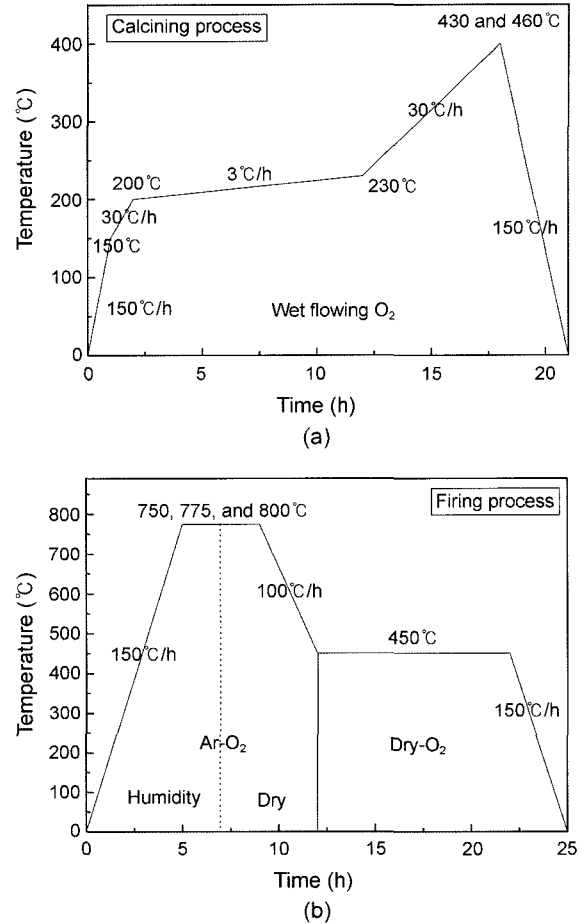 Calcining process
430 and 460℃
400
30℃/h
300
Temperature (℃)
200℃
3℃/h
200
230℃
30℃/h
150℃
150℃/h
100
150℃/h
Wet flowing O₂
0
0 5 10 15 20
Time (h)
(a)
750, 775, and 800℃
Firing process
800
700
600
100℃/h
Temperature (℃)
500
450℃
150℃/h
400
300
150℃/h
Ar-O₂
Dry-O₂
200
100
Humidity
Dry
0
0 5 10 15 20 25
Time (h)
(b)